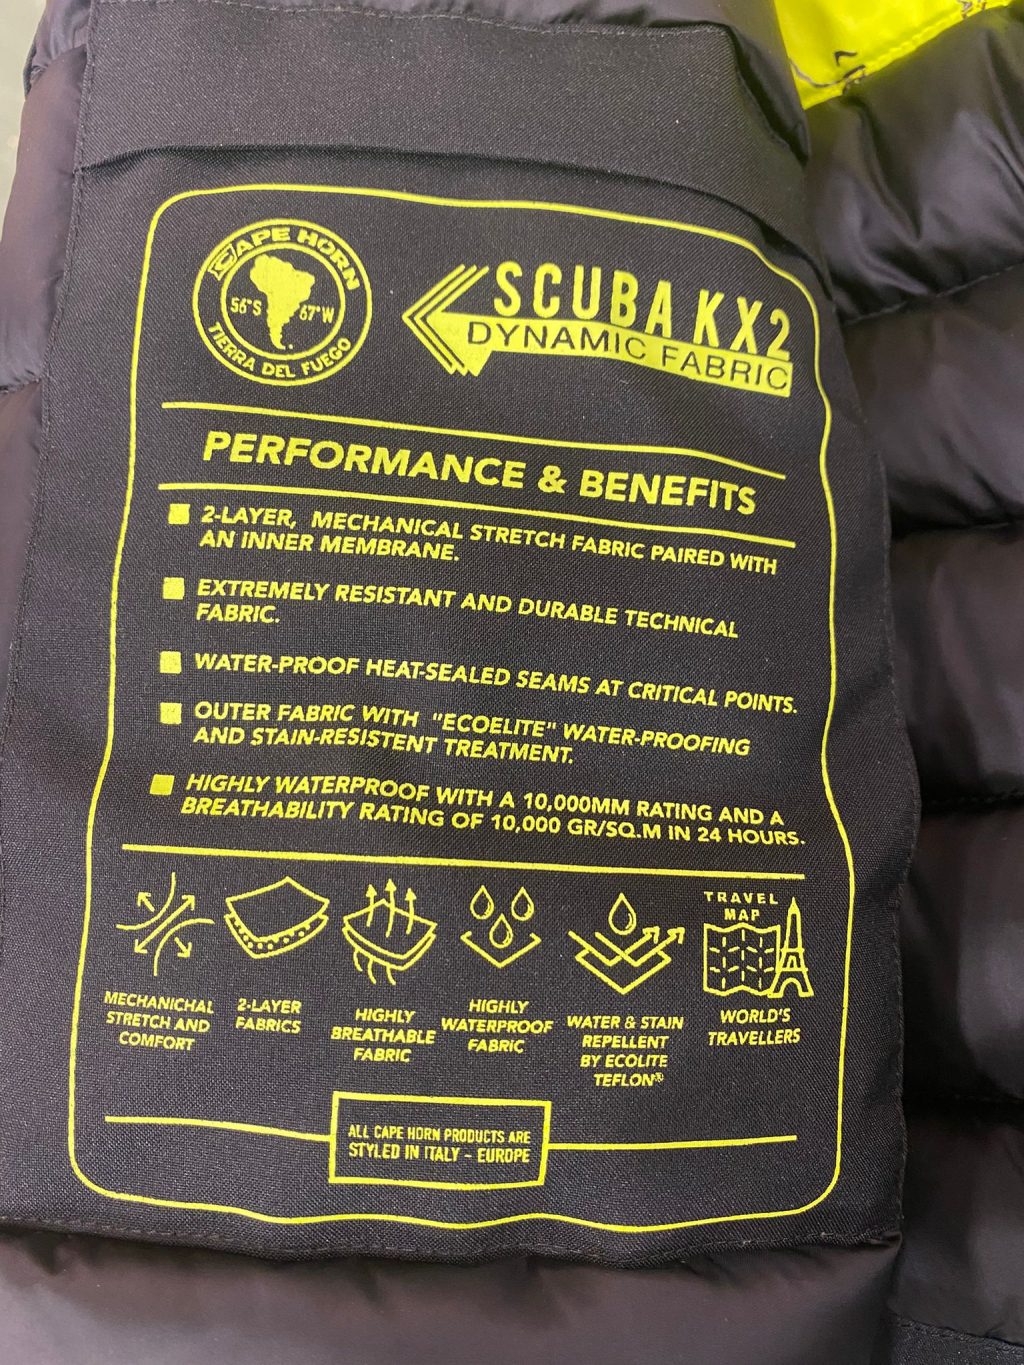 CAPE HORN
56°S 67°W
TIERRA DEL FUEGO
SCUBA KX2
DYNAMIC FABRIC
PERFORMANCE & BENEFITS
2-LAYER, MECHANICAL STRETCH FABRIC PAIRED WITH
AN INNER MEMBRANE.
EXTREMELY RESISTANT AND DURABLE TECHNICAL
FABRIC.
WATER-PROOF HEAT-SEALED SEAMS AT CRITICAL POINTS.
OUTER FABRIC WITH "ECOELITE" WATER-PROOFING
AND STAIN-RESISTENT TREATMENT.
HIGHLY WATERPROOF WITH A 10,000MM RATING AND A
BREATHABILITY RATING OF 10,000 GR/SQ.M IN 24 HOURS.
MECHANICHAL
STRETCH AND
COMFORT
2-LAYER
FABRICS
HIGHLY
BREATHABLE
FABRIC
HIGHLY
WATERPROOF
FABRIC
WATER & STAIN
REPELLENT
BY ECOLITE
TEFLON®
TRAVEL
MAP
WORLD'S
TRAVELLERS
ALL CAPE HORN PRODUCTS ARE
STYLED IN ITALY - EUROPE